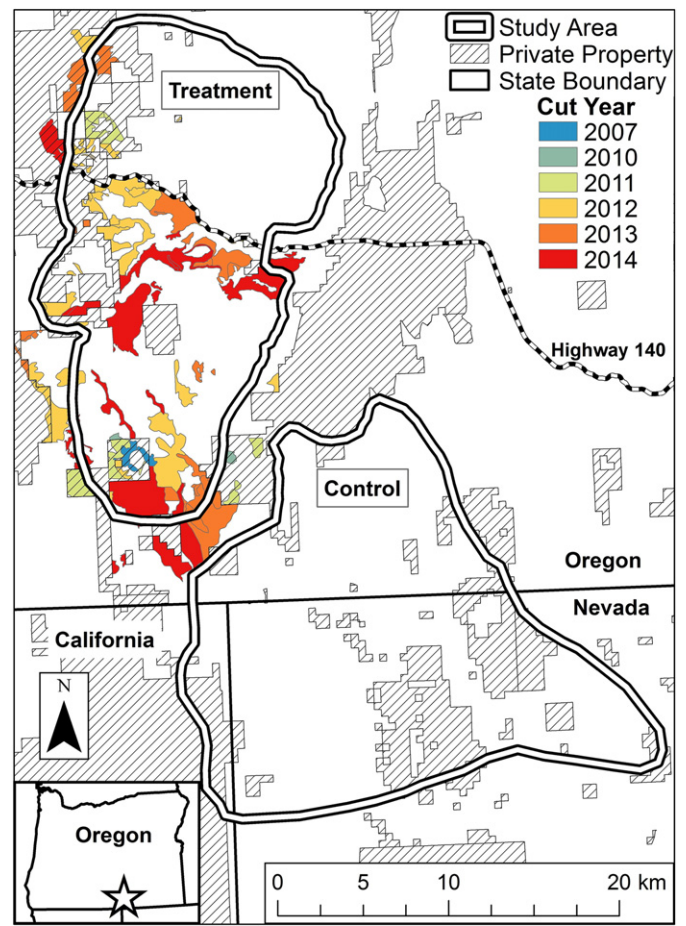 Study Area
Private Property
State Boundary
Cut Year
2007
2010
2011
2012
2013
2014
Treatment
Highway 140
Control
Oregon
Nevada
California
N
Oregon
0 5 10 20 km